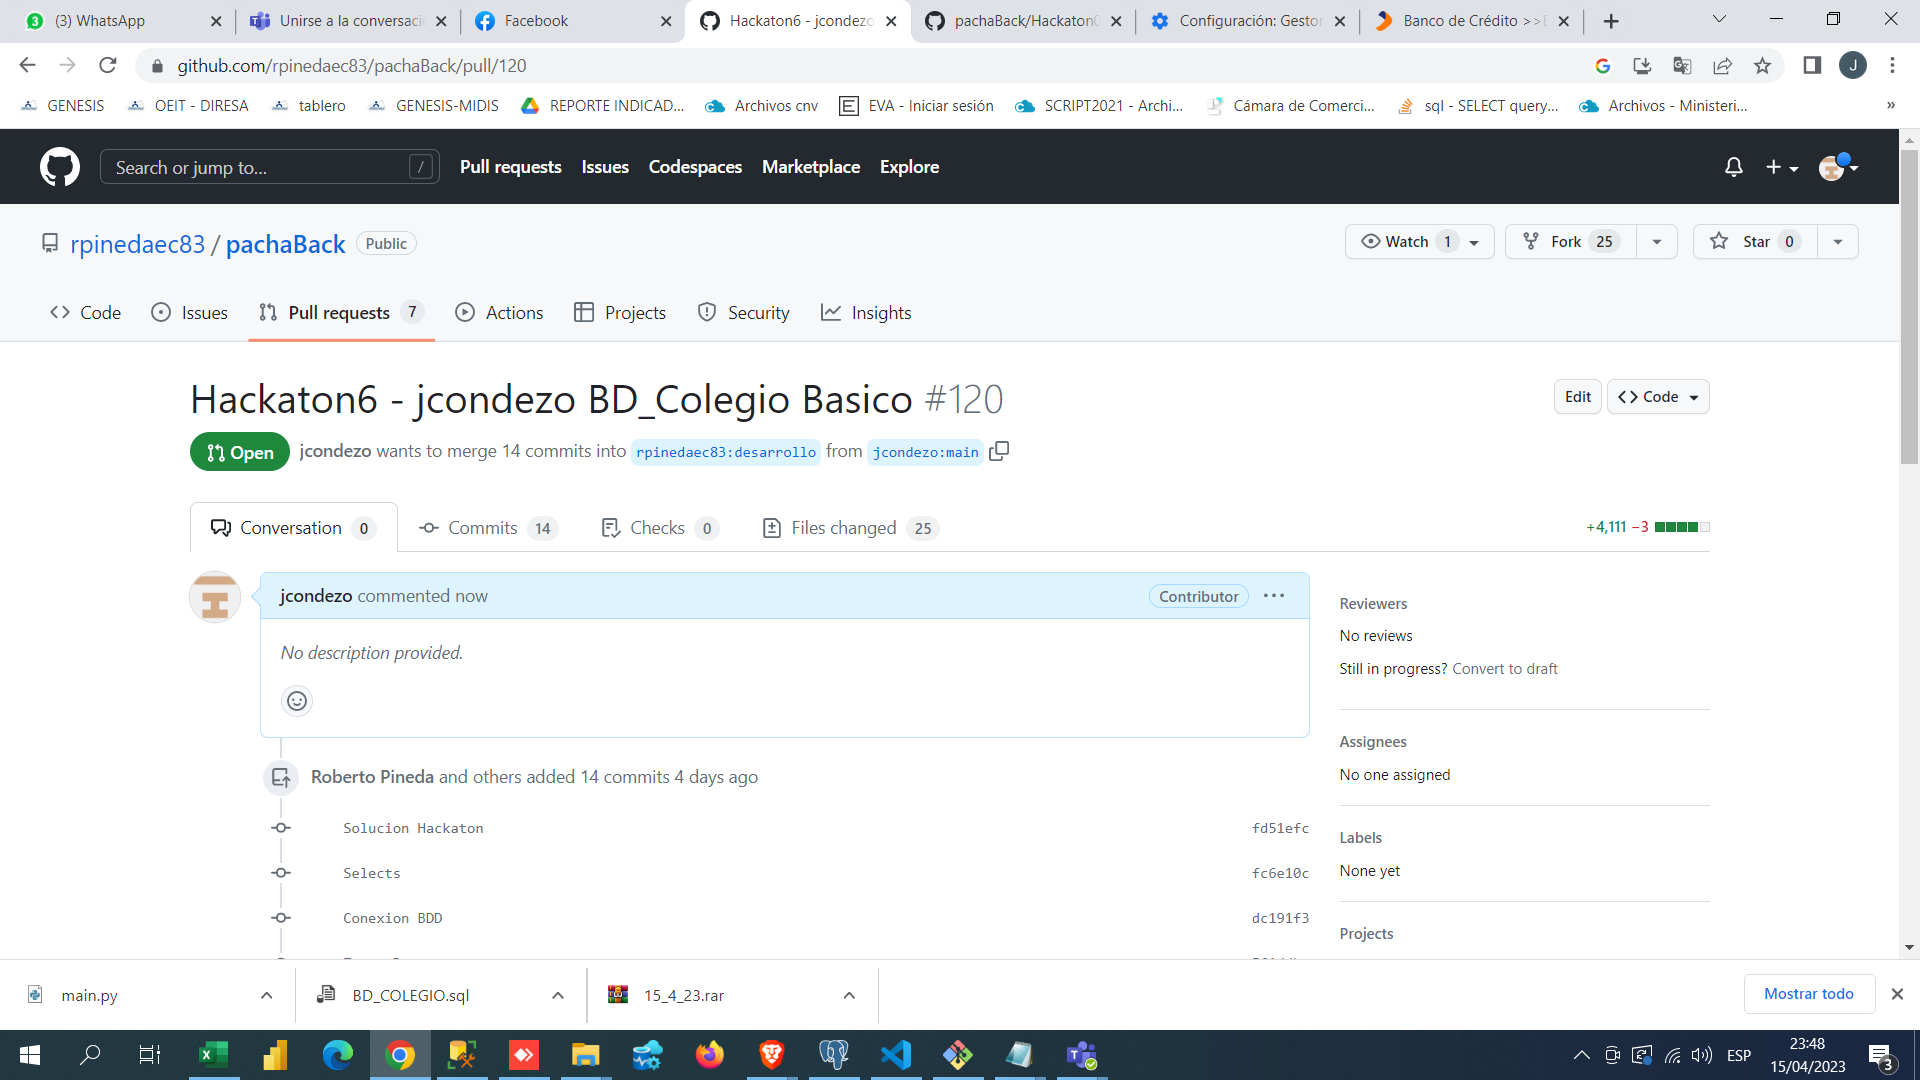 (3) WhatsApp
Unirse a la conversació
Facebook
Hackaton6 - jcondezo
pachaBack/Hackaton0
Configuración: Gestor
Banco de Crédito >>B
github.com/rpinedaec83/pachaBack/pull/120
J
GENESIS
OEIT - DIRESA
tablero
GENESIS-MIDIS
REPORTE INDICAD...
Archivos cnv
EVA - Iniciar sesión
SCRIPT2021 - Archi...
Cámara de Comerci...
sql - SELECT query...
Archivos - Ministeri...
»
Search or jump to... /
Pull requests
Issues
Codespaces
Marketplace
Explore
rpinedaec83 / pachaBack Public
Watch 1
Fork 25
Star 0
Code
Issues
Pull requests 7
Actions
Projects
Security
Insights
Hackaton6 - jcondezo BD_Colegio Basico #120
Edit
Code
Open jcondezo wants to merge 14 commits into rpinedaec83:desarrollo from jcondezo:main
Conversation 0
Commits 14
Checks 0
Files changed 25
+4,111 −3
jcondezo commented now
Contributor
No description provided.
Reviewers
No reviews
Still in progress? Convert to draft
Assignees
No one assigned
Roberto Pineda and others added 14 commits 4 days ago
Solucion Hackaton fd51efc
Labels
None yet
Selects fc6e10c
Conexion BDD dc191f3
Projects
main.py
BD_COLEGIO.sql
15_4_23.rar
Mostrar todo
ESP
23:48
15/04/2023
3